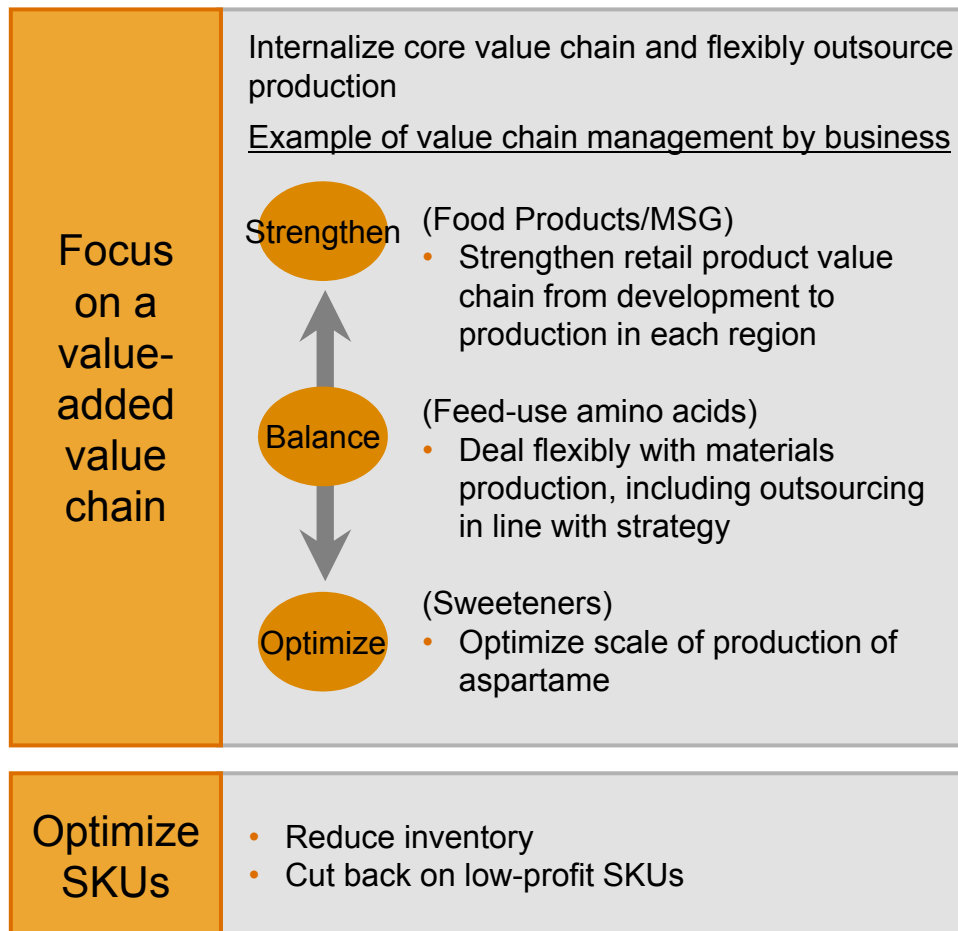 Focus
on a
value-
added
value
chain
Internalize core value chain and flexibly outsource
production
Example of value chain management by business
Strengthen
(Food Products/MSG)
• Strengthen retail product value
chain from development to
production in each region
Balance
(Feed-use amino acids)
• Deal flexibly with materials
production, including outsourcing
in line with strategy
Optimize
(Sweeteners)
• Optimize scale of production of
aspartame
Optimize
SKUs
• Reduce inventory
• Cut back on low-profit SKUs